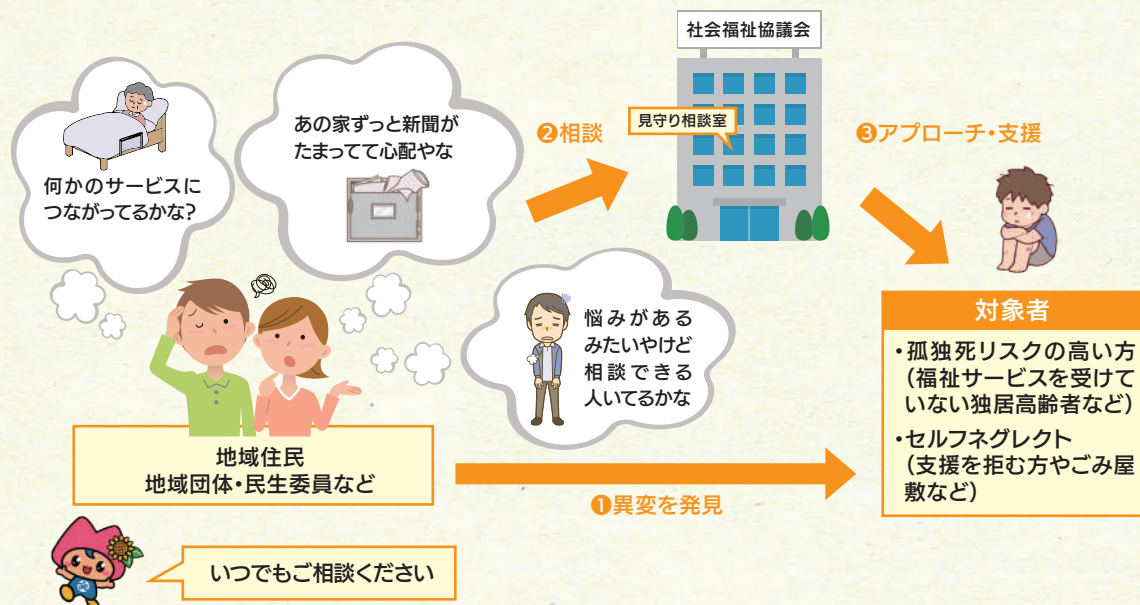 社会福祉協議会
見守り相談室
何かのサービスに
つながってるかな?
あの家ずっと新聞が
たまってて心配やな
❷相談
❸アプローチ・支援
悩みがある
みたいやけど
相談できる
人いてるかな
対象者
・孤独死リスクの高い方
(福祉サービスを受けて
いない独居高齢者など)
・セルフネグレクト
(支援を拒む方やごみ屋
敷など)
地域住民
地域団体・民生委員など
❶異変を発見
いつでもご相談ください